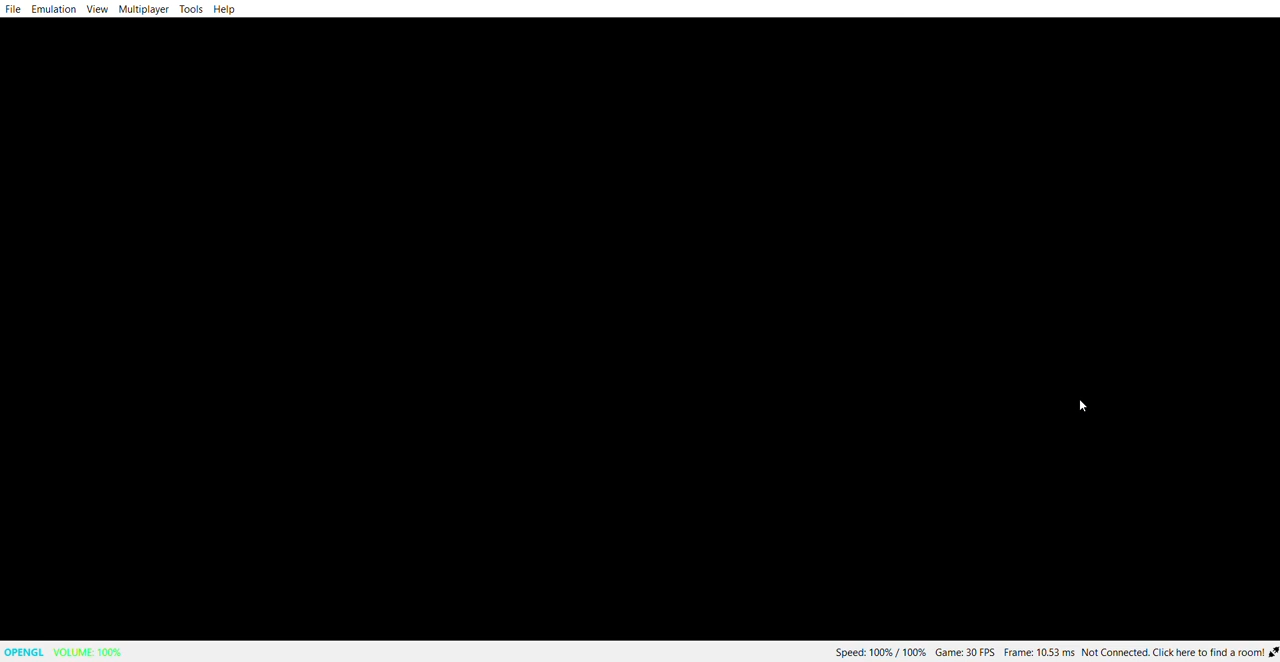 File Emulation View Multiplayer Tools Help
OPENGL VOLUME: 100% Speed: 100% / 100% Game: 30 FPS Frame: 10.53 ms Not Connected. Click here to find a room!